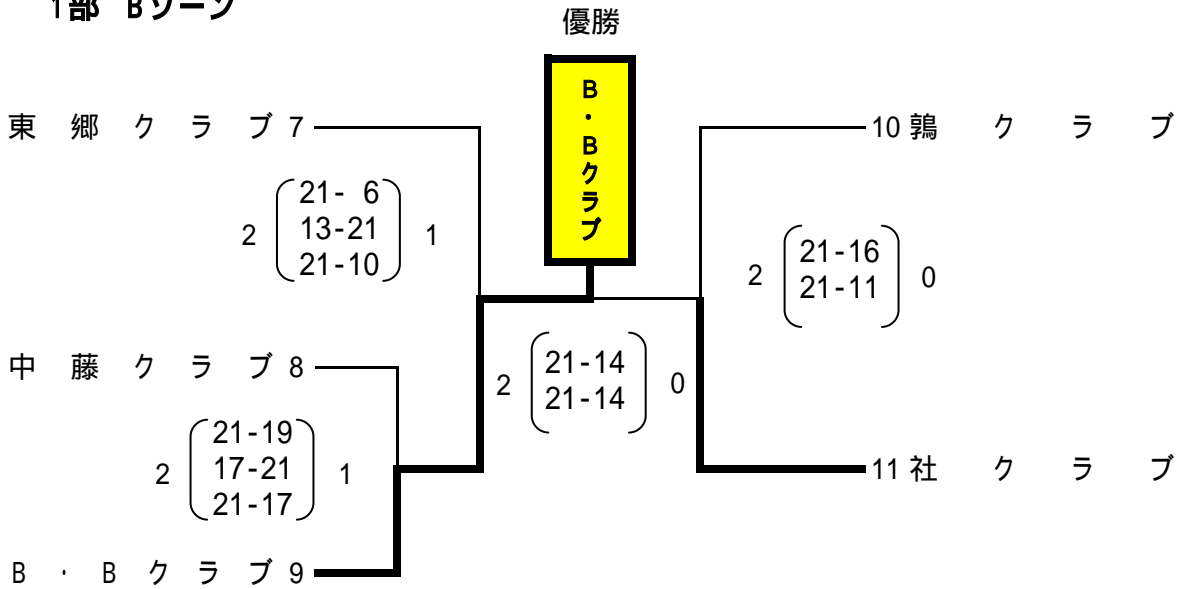 1部 Bゾーン
優勝
B・Bクラブ
東郷クラブ 7
10 鶉クラブ
2 21- 6 1
13-21
21-10
2 21-16 0
21-11
中藤クラブ 8
2 21-14 0
21-14
2 21-19 1
17-21
21-17
11 社クラブ
B・Bクラブ 9